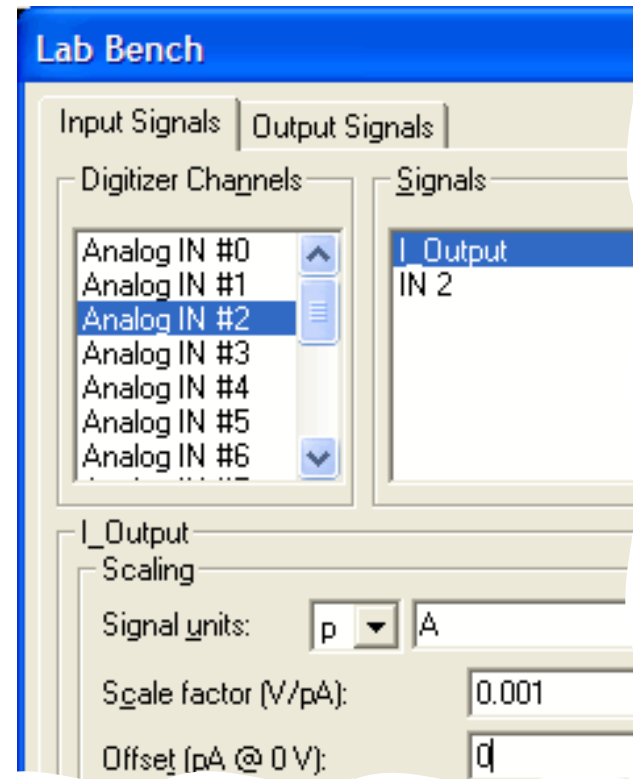 Lab Bench
Input Signals Output Signals
Digitizer Channels Signals
Analog IN #0 I_Output
Analog IN #1 IN 2
Analog IN #2
Analog IN #3
Analog IN #4
Analog IN #5
Analog IN #6
I_Output
Scaling
Signal units: p A
Scale factor (V/pA): 0.001
Offset (pA @ 0 V): 0